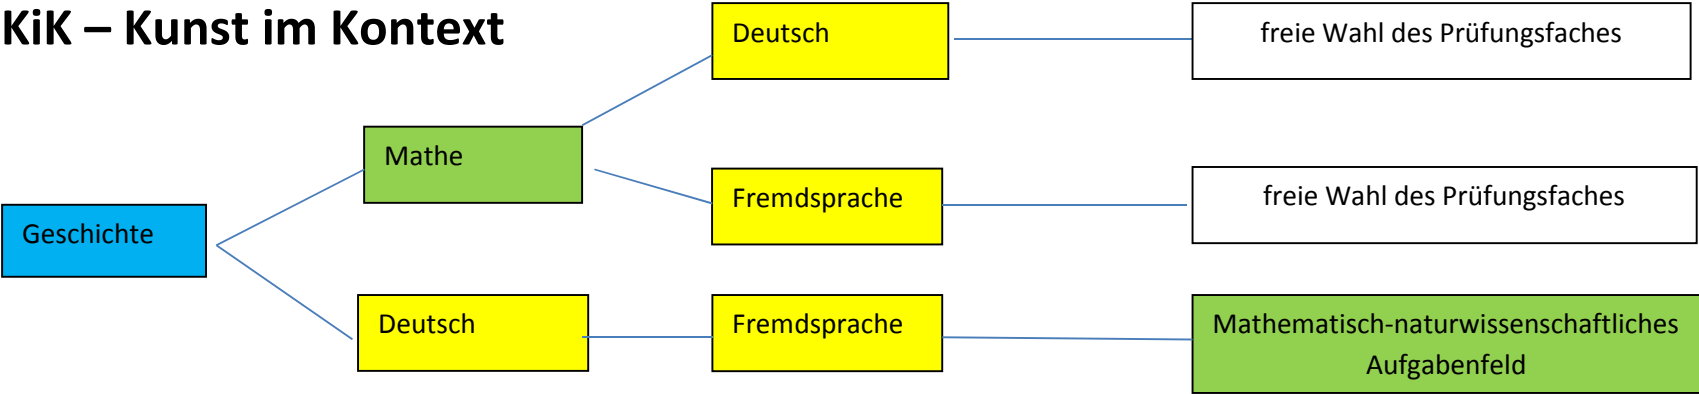 KiK – Kunst im Kontext
Deutsch
freie Wahl des Prüfungsfaches
Mathe
Fremdsprache
freie Wahl des Prüfungsfaches
Geschichte
Deutsch
Fremdsprache
Mathematisch-naturwissenschaftliches
Aufgabenfeld